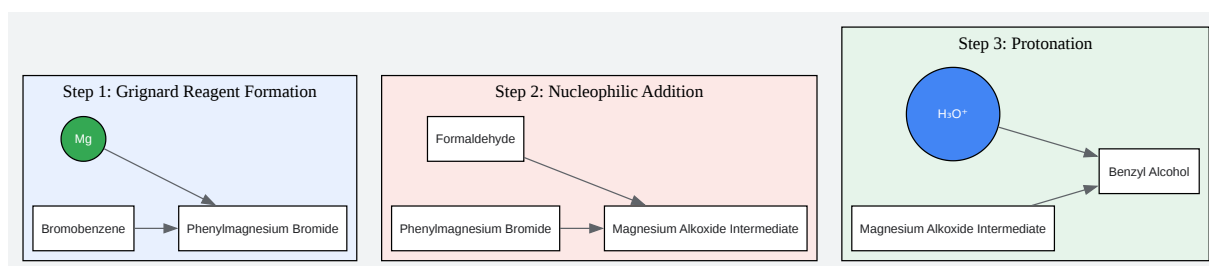 Step 1: Grignard Reagent Formation
Mg
Bromobenzene
Phenylmagnesium Bromide
Step 2: Nucleophilic Addition
Formaldehyde
Phenylmagnesium Bromide
Magnesium Alkoxide Intermediate
Step 3: Protonation
H₃O⁺
Benzyl Alcohol
Magnesium Alkoxide Intermediate